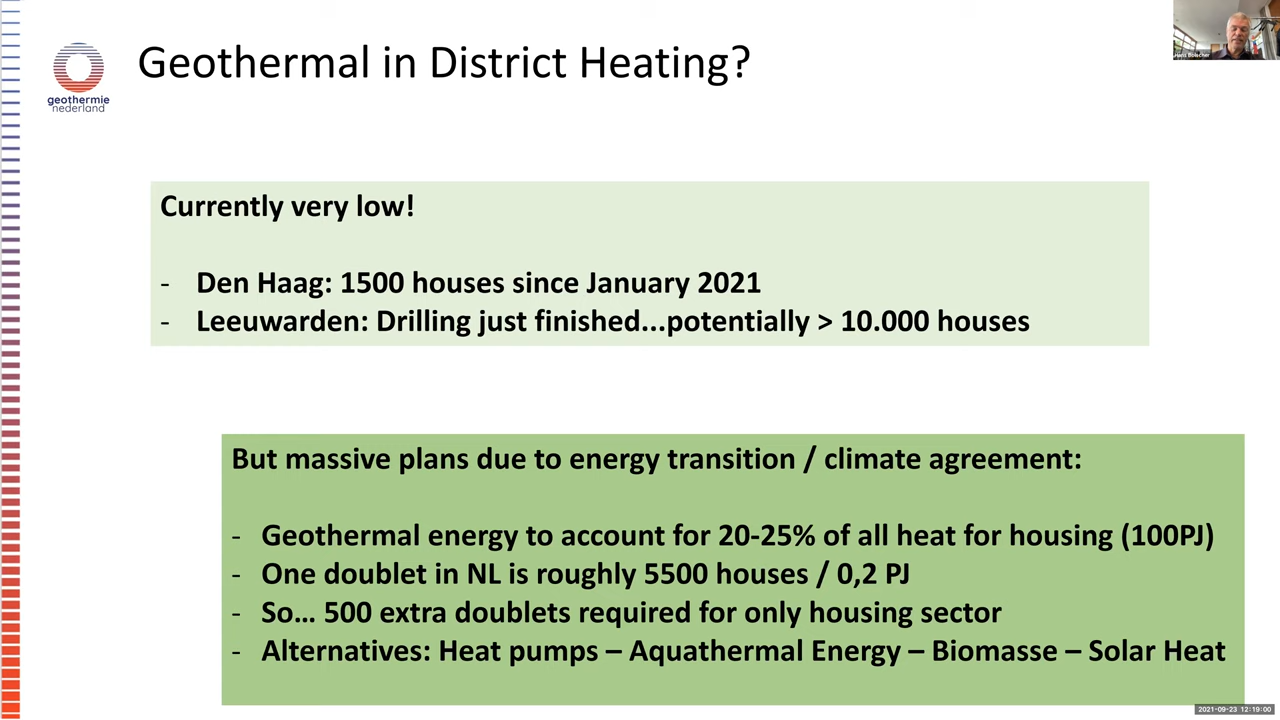 Geothermal in District Heating?
geothermie
nederland
Hans Bolscher
Currently very low!
- Den Haag: 1500 houses since January 2021
- Leeuwarden: Drilling just finished...potentially > 10.000 houses
But massive plans due to energy transition / climate agreement:
- Geothermal energy to account for 20-25% of all heat for housing (100PJ)
- One doublet in NL is roughly 5500 houses / 0,2 PJ
- So... 500 extra doublets required for only housing sector
- Alternatives: Heat pumps – Aquathermal Energy – Biomasse – Solar Heat
2021-09-23 12:19:00